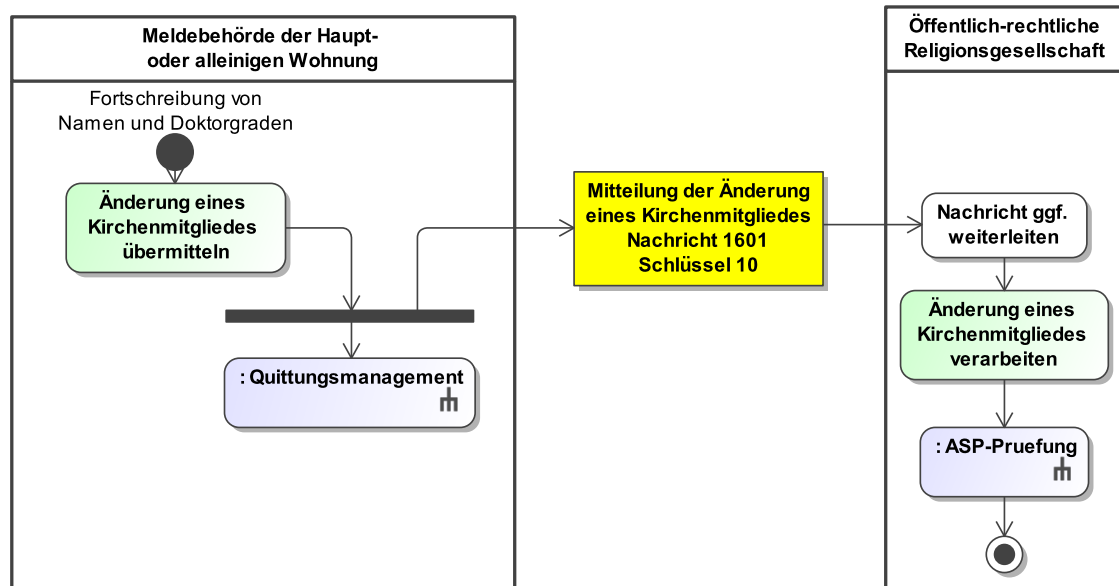 Meldebehörde der Haupt-
oder alleinigen Wohnung
Fortschreibung von
Namen und Doktorgraden
Änderung eines
Kirchenmitgliedes
übermitteln
: Quittungsmanagement
Mitteilung der Änderung
eines Kirchenmitgliedes
Nachricht 1601
Schlüssel 10
Öffentlich-rechtliche
Religionsgesellschaft
Nachricht ggf.
weiterleiten
Änderung eines
Kirchenmitgliedes
verarbeiten
: ASP-Pruefung